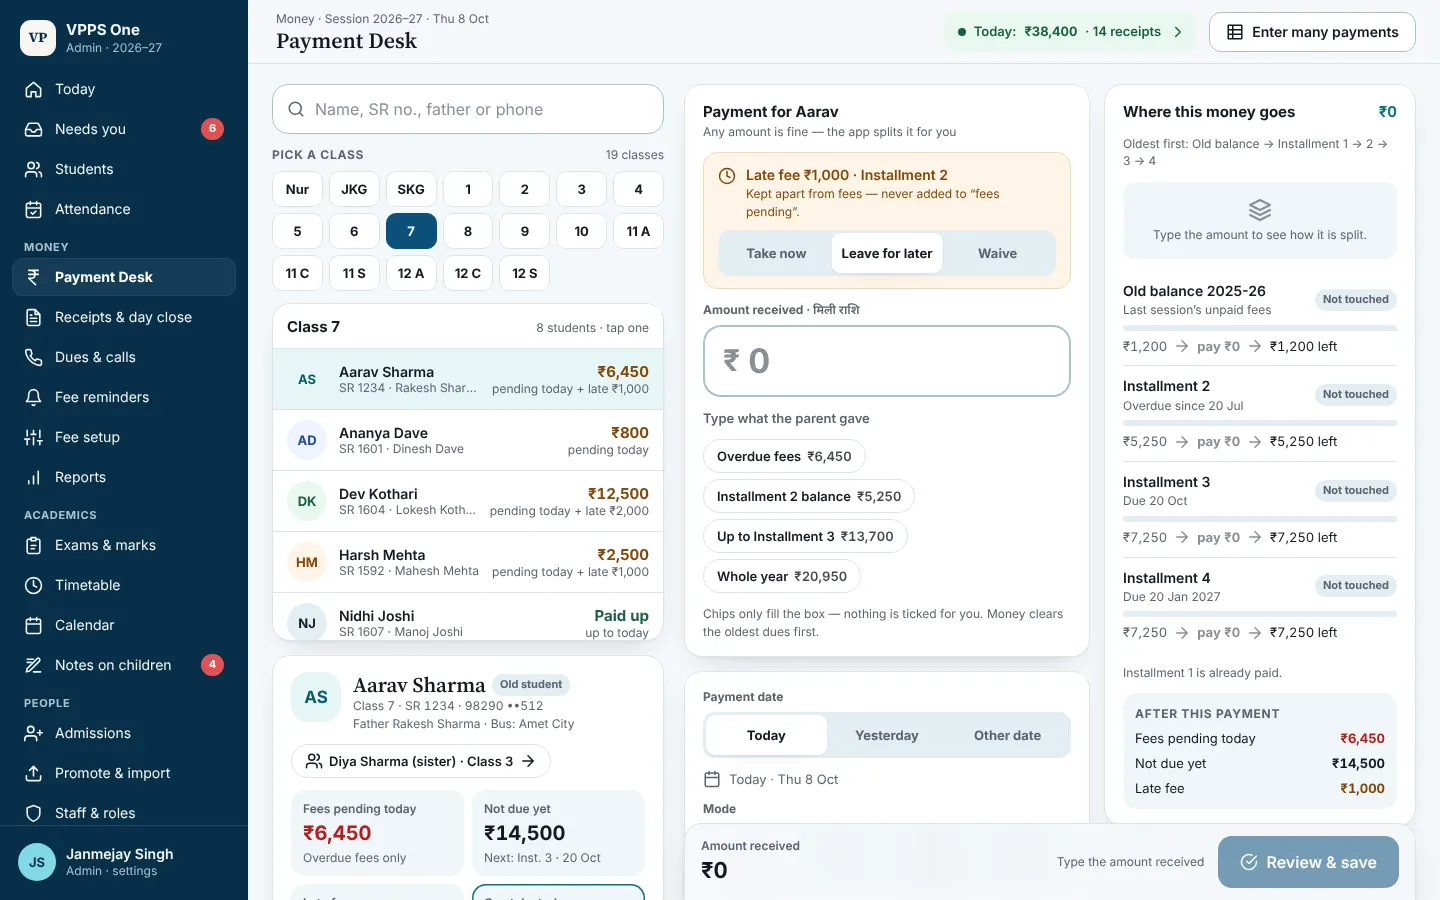 VP
VPPS One
Admin · 2026–27
Today
Needs you
6
Students
Attendance
MONEY
Payment Desk
Receipts & day close
Dues & calls
Fee reminders
Fee setup
Reports
ACADEMICS
Exams & marks
Timetable
Calendar
Notes on children
4
PEOPLE
Admissions
Promote & import
Staff & roles
JS
Janmejay Singh
Admin · settings
Money · Session 2026–27 · Thu 8 Oct
Payment Desk
Today: ₹38,400 · 14 receipts
Enter many payments
Name, SR no., father or phone
PICK A CLASS
19 classes
Nur JKG SKG 1 2 3 4
5 6 7 8 9 10 11 A
11 C 11 S 12 A 12 C 12 S
Class 7
8 students · tap one
AS
Aarav Sharma
₹6,450
SR 1234 · Rakesh Shar...
pending today + late ₹1,000
AD
Ananya Dave
₹800
SR 1601 · Dinesh Dave
pending today
DK
Dev Kothari
₹12,500
SR 1604 · Lokesh Koth...
pending today + late ₹2,000
HM
Harsh Mehta
₹2,500
SR 1592 · Mahesh Mehta
pending today + late ₹1,000
NJ
Nidhi Joshi
Paid up
SR 1607 · Manoj Joshi
up to today
AS
Aarav Sharma
Old student
Class 7 · SR 1234 · 98290 ••512
Father Rakesh Sharma · Bus: Amet City
Diya Sharma (sister) · Class 3 →
Fees pending today
₹6,450
Overdue fees only
Not due yet
₹14,500
Next: Inst. 3 · 20 Oct
Payment for Aarav
Any amount is fine — the app splits it for you
Late fee ₹1,000 · Installment 2
Kept apart from fees — never added to “fees
pending”.
Take now
Leave for later
Waive
Amount received · मिली राशि
₹ 0
Type what the parent gave
Overdue fees ₹6,450
Installment 2 balance ₹5,250
Up to Installment 3 ₹13,700
Whole year ₹20,950
Chips only fill the box — nothing is ticked for you. Money clears
the oldest dues first.
Payment date
Today
Yesterday
Other date
Today · Thu 8 Oct
Mode
Where this money goes
₹0
Oldest first: Old balance → Installment 1 → 2 →
3 → 4
Type the amount to see how it is split.
Old balance 2025-26
Last session’s unpaid fees
Not touched
₹1,200 → pay ₹0 → ₹1,200 left
Installment 2
Overdue since 20 Jul
Not touched
₹5,250 → pay ₹0 → ₹5,250 left
Installment 3
Due 20 Oct
Not touched
₹7,250 → pay ₹0 → ₹7,250 left
Installment 4
Due 20 Jan 2027
Not touched
₹7,250 → pay ₹0 → ₹7,250 left
Installment 1 is already paid.
AFTER THIS PAYMENT
Fees pending today ₹6,450
Not due yet ₹14,500
Late fee ₹1,000
Amount received
₹0
Type the amount received
Review & save